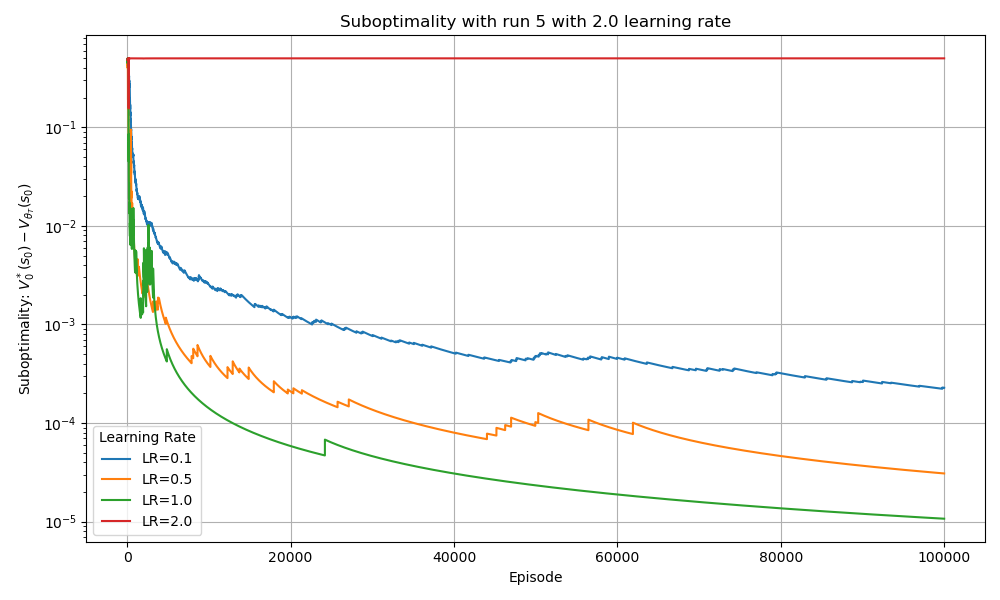 Suboptimality with run 5 with 2.0 learning rate
Suboptimality: $V_0^*(s_0) - V_{\theta_T}(s_0)$
10⁻¹
10⁻²
10⁻³
10⁻⁴
10⁻⁵
Learning Rate
LR=0.1
LR=0.5
LR=1.0
LR=2.0
0 20000 40000 60000 80000 100000
Episode